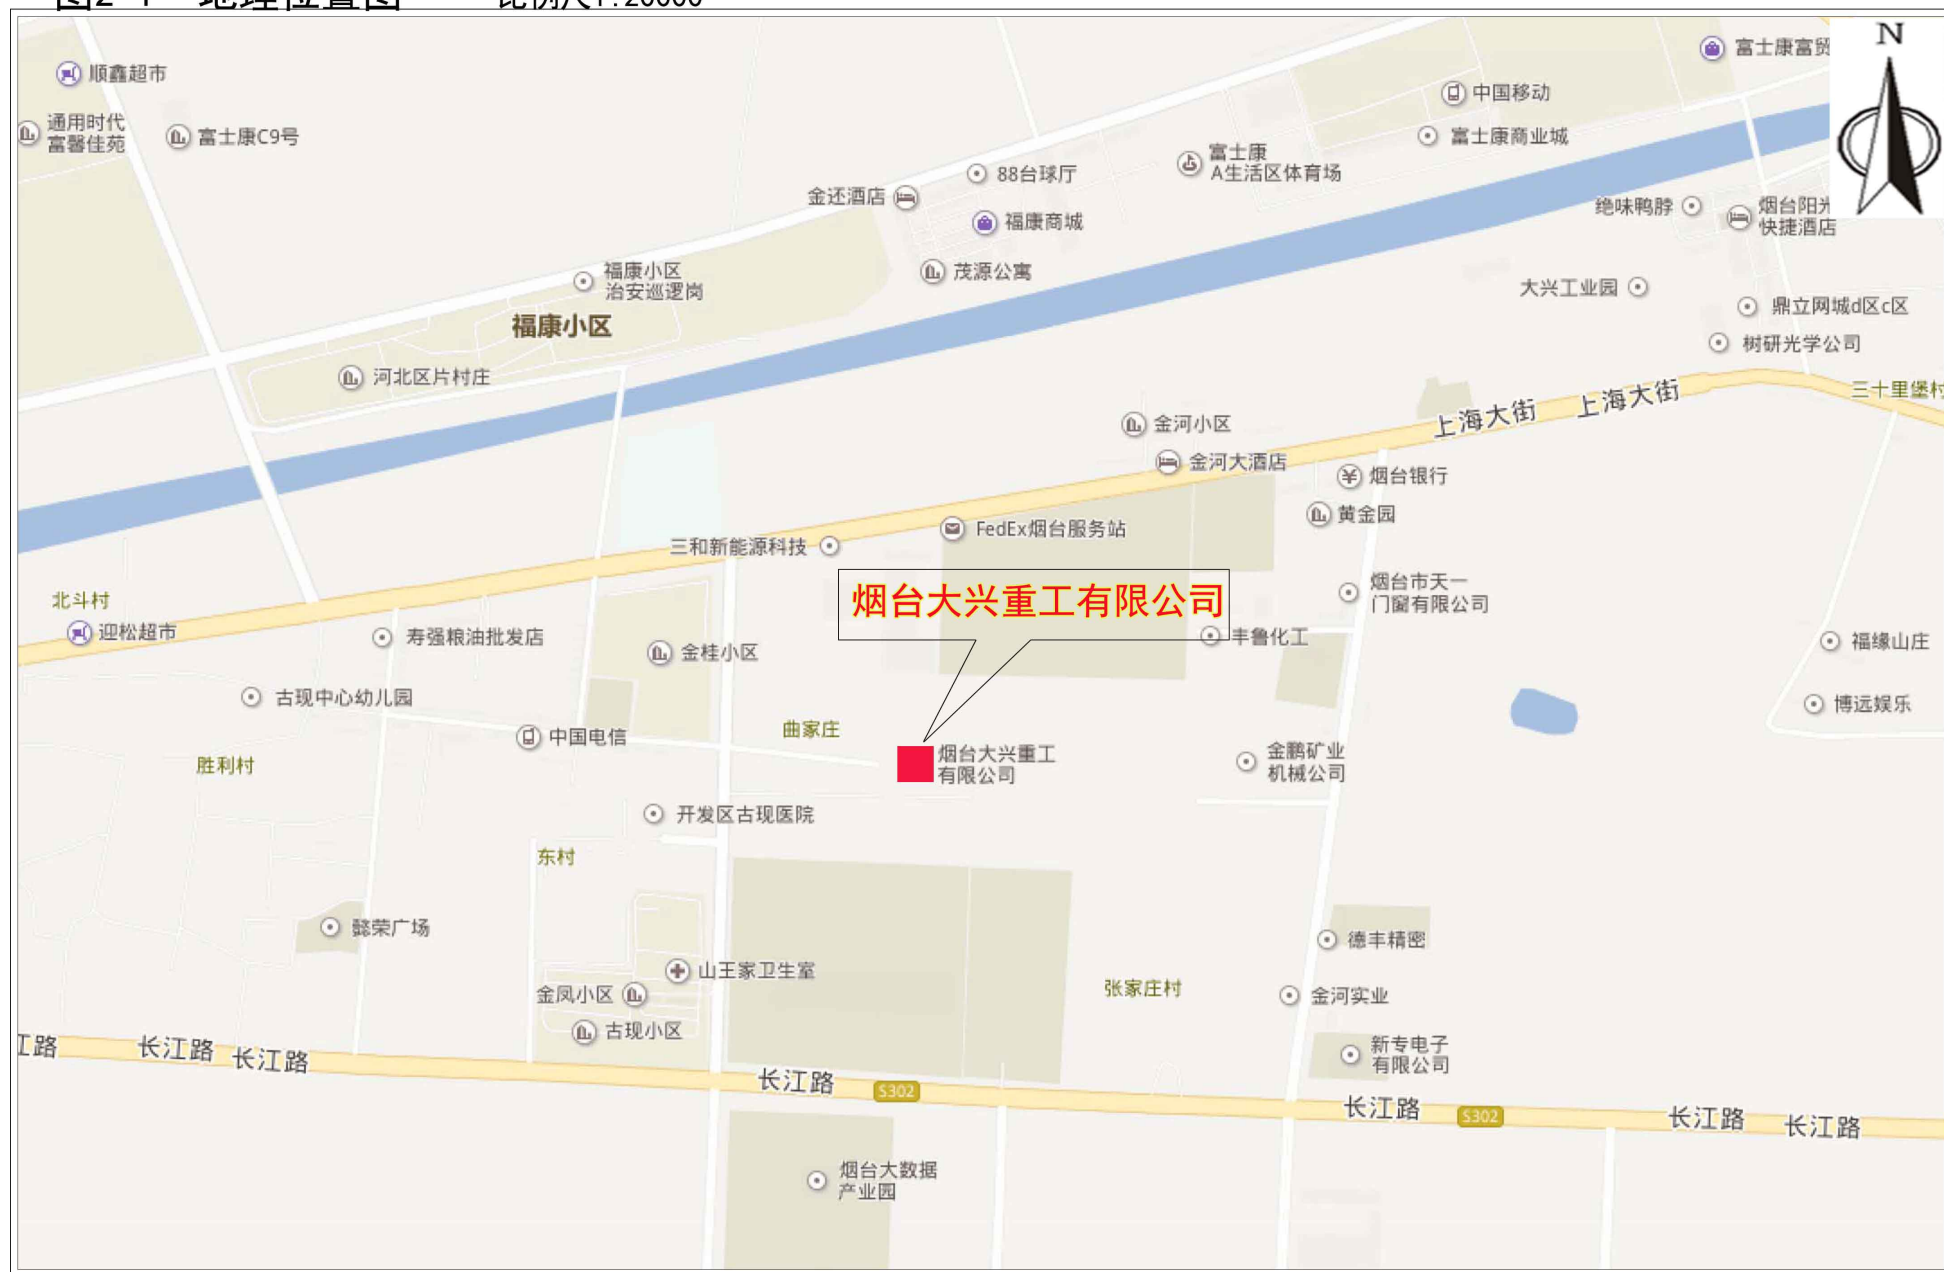 图2-1 地理位置图 比例尺1:20000
N
顺鑫超市
富士康富贸
中国移动
通用时代
富馨佳苑
富士康C9号
富士康商业城
富士康
A生活区体育场
88台球厅
金还酒店
福康商城
绝味鸭脖
烟台阳光
快捷酒店
茂源公寓
福康小区
治安巡逻岗
大兴工业园
鼎立网城d区c区
福康小区
树研光学公司
河北区片村庄
三十里堡村
上海大街
上海大街
金河小区
金河大酒店
烟台银行
黄金园
FedEx烟台服务站
三和新能源科技
烟台大兴重工有限公司
烟台市天一
门窗有限公司
北斗村
迎松超市
寿强粮油批发店
金桂小区
丰鲁化工
福缘山庄
古现中心幼儿园
博远娱乐
中国电信
曲家庄
烟台大兴重工
有限公司
金鹏矿业
机械公司
胜利村
开发区古现医院
东村
懿荣广场
德丰精密
山王家卫生室
金凤小区
张家庄村
金河实业
古现小区
新专电子
有限公司
江路
长江路
长江路
长江路
S302
长江路
S302
长江路
长江路
烟台大数据
产业园